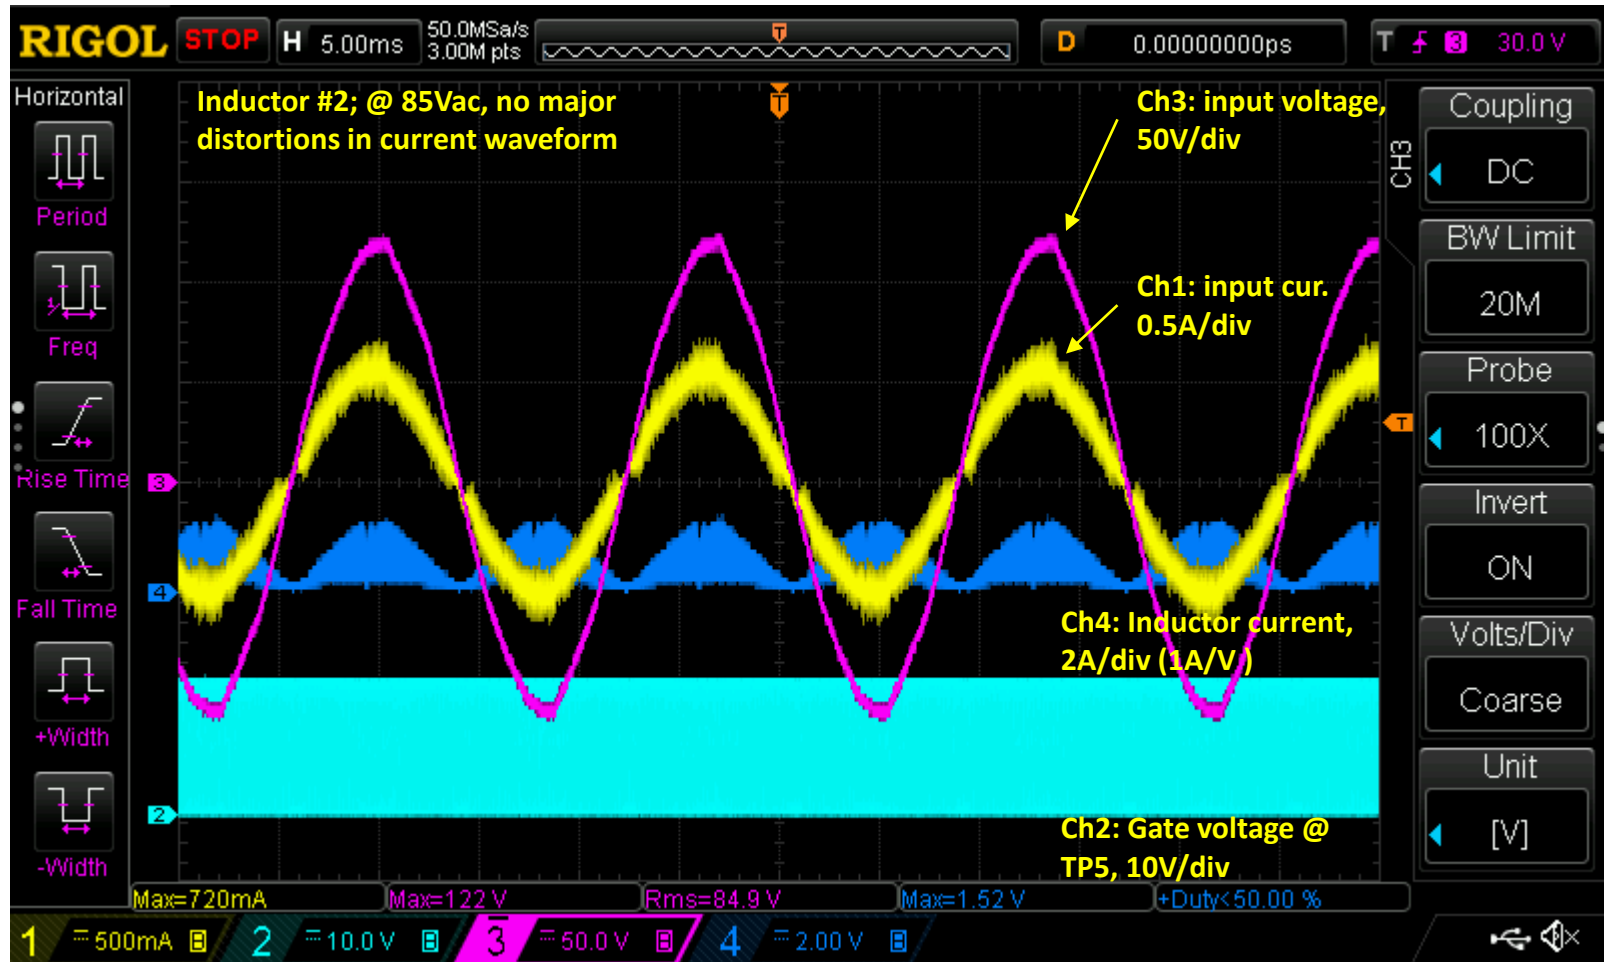 RIGOL STOP H 5.00ms 50.0MSa/s
3.00M pts
T
D 0.00000000ps T 3 30.0 V
Horizontal
Period
Freq
Rise Time
Fall Time
+Width
-Width
Inductor #2; @ 85Vac, no major
distortions in current waveform
T
Ch3: input voltage,
50V/div
Ch1: input cur.
0.5A/div
T
3
4
2
Ch4: Inductor current,
2A/div (1A/V )
Ch2: Gate voltage @
TP5, 10V/div
CH3
Coupling
DC
BW Limit
20M
Probe
100X
Invert
ON
Volts/Div
Coarse
Unit
[V]
Max=720mA Max=122 V Rms=84.9 V Max=1.52 V +Duty<50.00 %
1 500mA B 2 10.0 V B 3 50.0 V B 4 2.00 V B